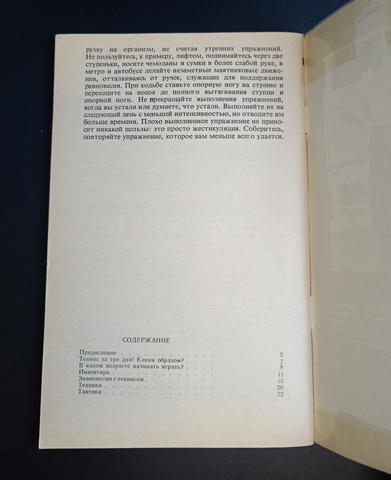 рузку на организм, не считая утренних упражнений.
Не пользуйтесь, к примеру, лифтом, поднимайтесь через две
ступеньки, носите чемоданы и сумки в более слабой руке, в
метро и автобусе делайте незаметные маятниковые движе-
ния, отталкиваясь от ручек, служащих для поддержания
равновесия. При ходьбе ставьте опорную ногу на ступню и
переходите на носок до полного вытягивания ступни и
опорной ноги. Не прекращайте выполнения упражнений,
когда вы устали или думаете, что устали. Выполняйте их на
следующий день с меньшей интенсивностью, но отводите им
больше времени. Плохо выполненное упражнение не прино-
сит никакой пользы: это просто жестикуляция. Соберитесь,
повторяйте упражнение, которое вам меньше всего удается.
СОДЕРЖАНИЕ
Предисловие . . . . . . . . 5
Теннис за три дня! Каким образом? . . . . 7
В каком возрасте начинать играть? . . . . 8
Инвентарь . . . . . . . . 11
Знакомство с теннисом . . . . . . 15
Техника . . . . . . . . 26
Тактика . . . . . . . . 72